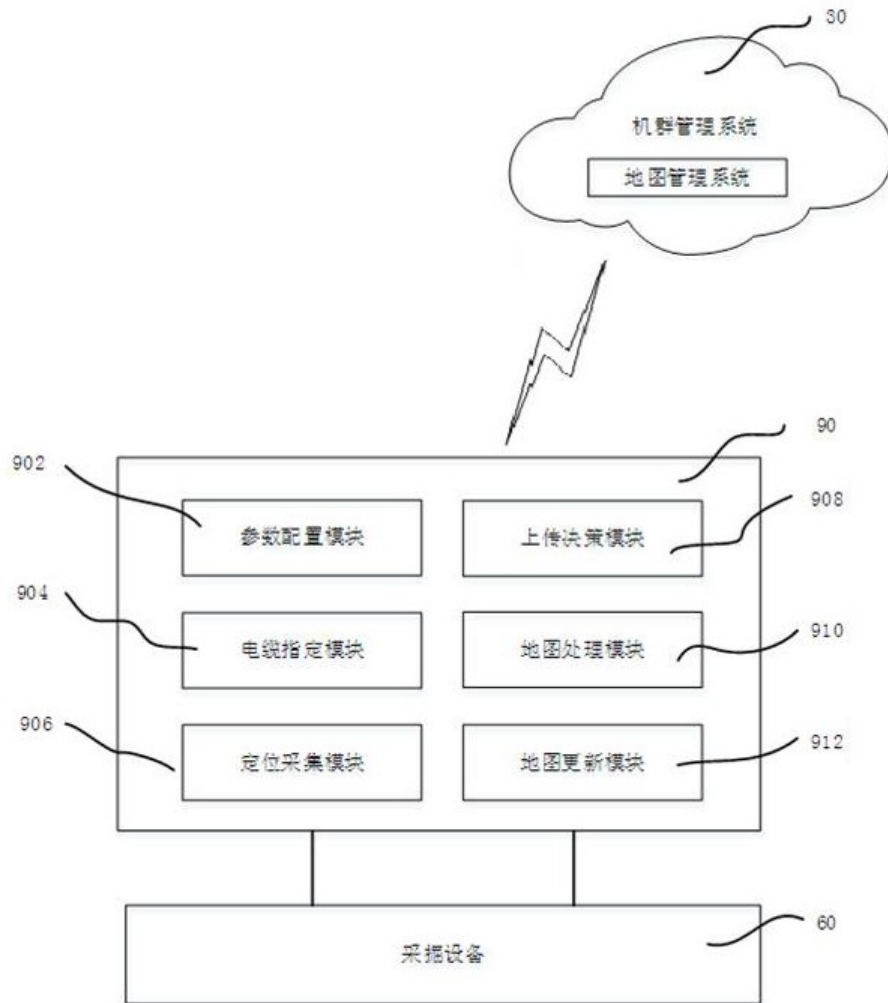 80
机群管理系统
地图管理系统
90
902
参数配置模块
上传决策模块
908
904
电缆指定模块
地图处理模块
910
906
定位采集模块
地图更新模块
912
采掘设备
60